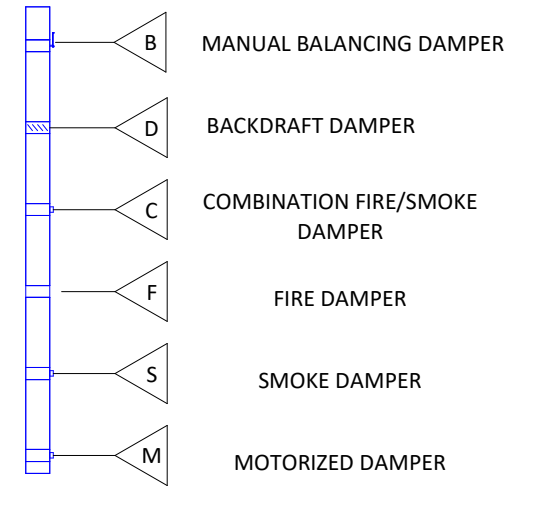 B MANUAL BALANCING DAMPER
D BACKDRAFT DAMPER
C COMBINATION FIRE/SMOKE
DAMPER
F FIRE DAMPER
S SMOKE DAMPER
M MOTORIZED DAMPER